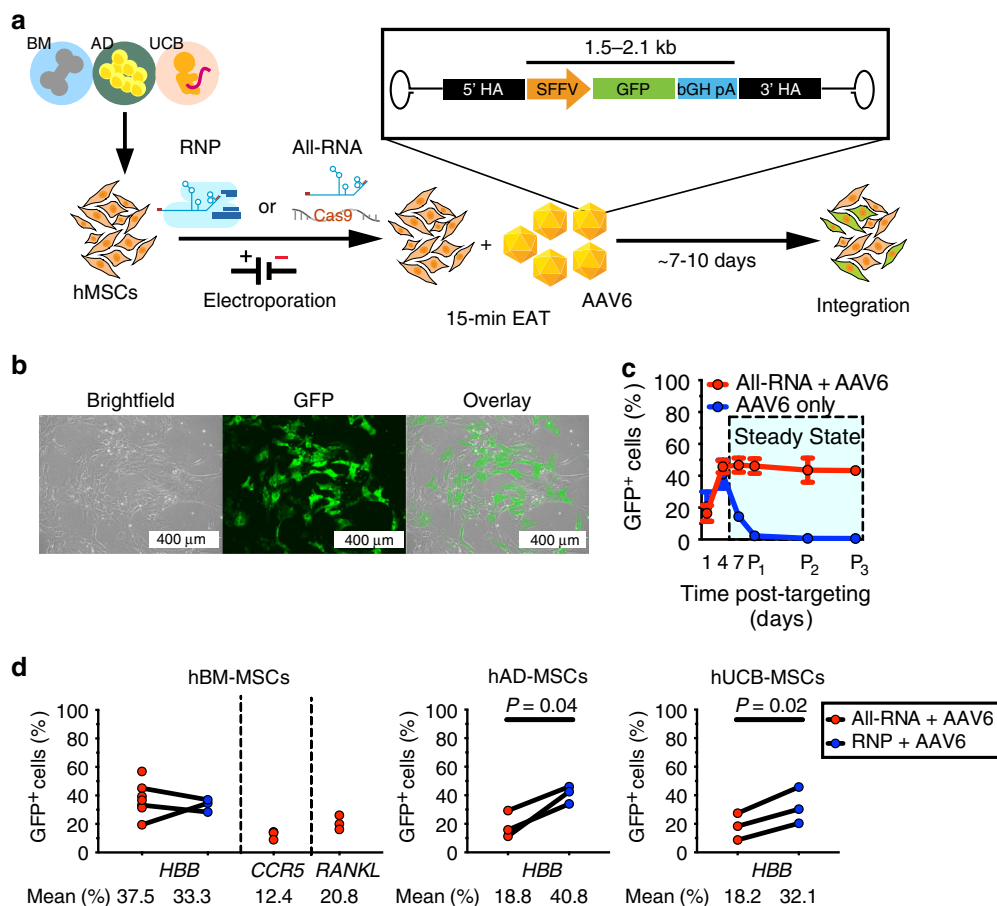 a
BM AD UCB
1.5–2.1 kb
5' HA SFFV GFP bGH pA 3' HA
RNP All-RNA
or
Cas9
+ −
+
hMSCs
Electroporation
15-min EAT
AAV6
~7-10 days
Integration
b
Brightfield GFP Overlay
400 μm 400 μm 400 μm
c
All-RNA + AAV6
AAV6 only
Steady State
GFP+ cells (%)
100
80
60
40
20
0
1 4 7 P1 P2 P3
Time post-targeting
(days)
d
hBM-MSCs
GFP+ cells (%)
100
80
60
40
20
0
HBB CCR5 RANKL
Mean (%) 37.5 33.3 12.4 20.8
hAD-MSCs
P = 0.04
GFP+ cells (%)
100
80
60
40
20
0
HBB
Mean (%) 18.8 40.8
hUCB-MSCs
P = 0.02
GFP+ cells (%)
100
80
60
40
20
0
HBB
Mean (%) 18.2 32.1
All-RNA + AAV6
RNP + AAV6